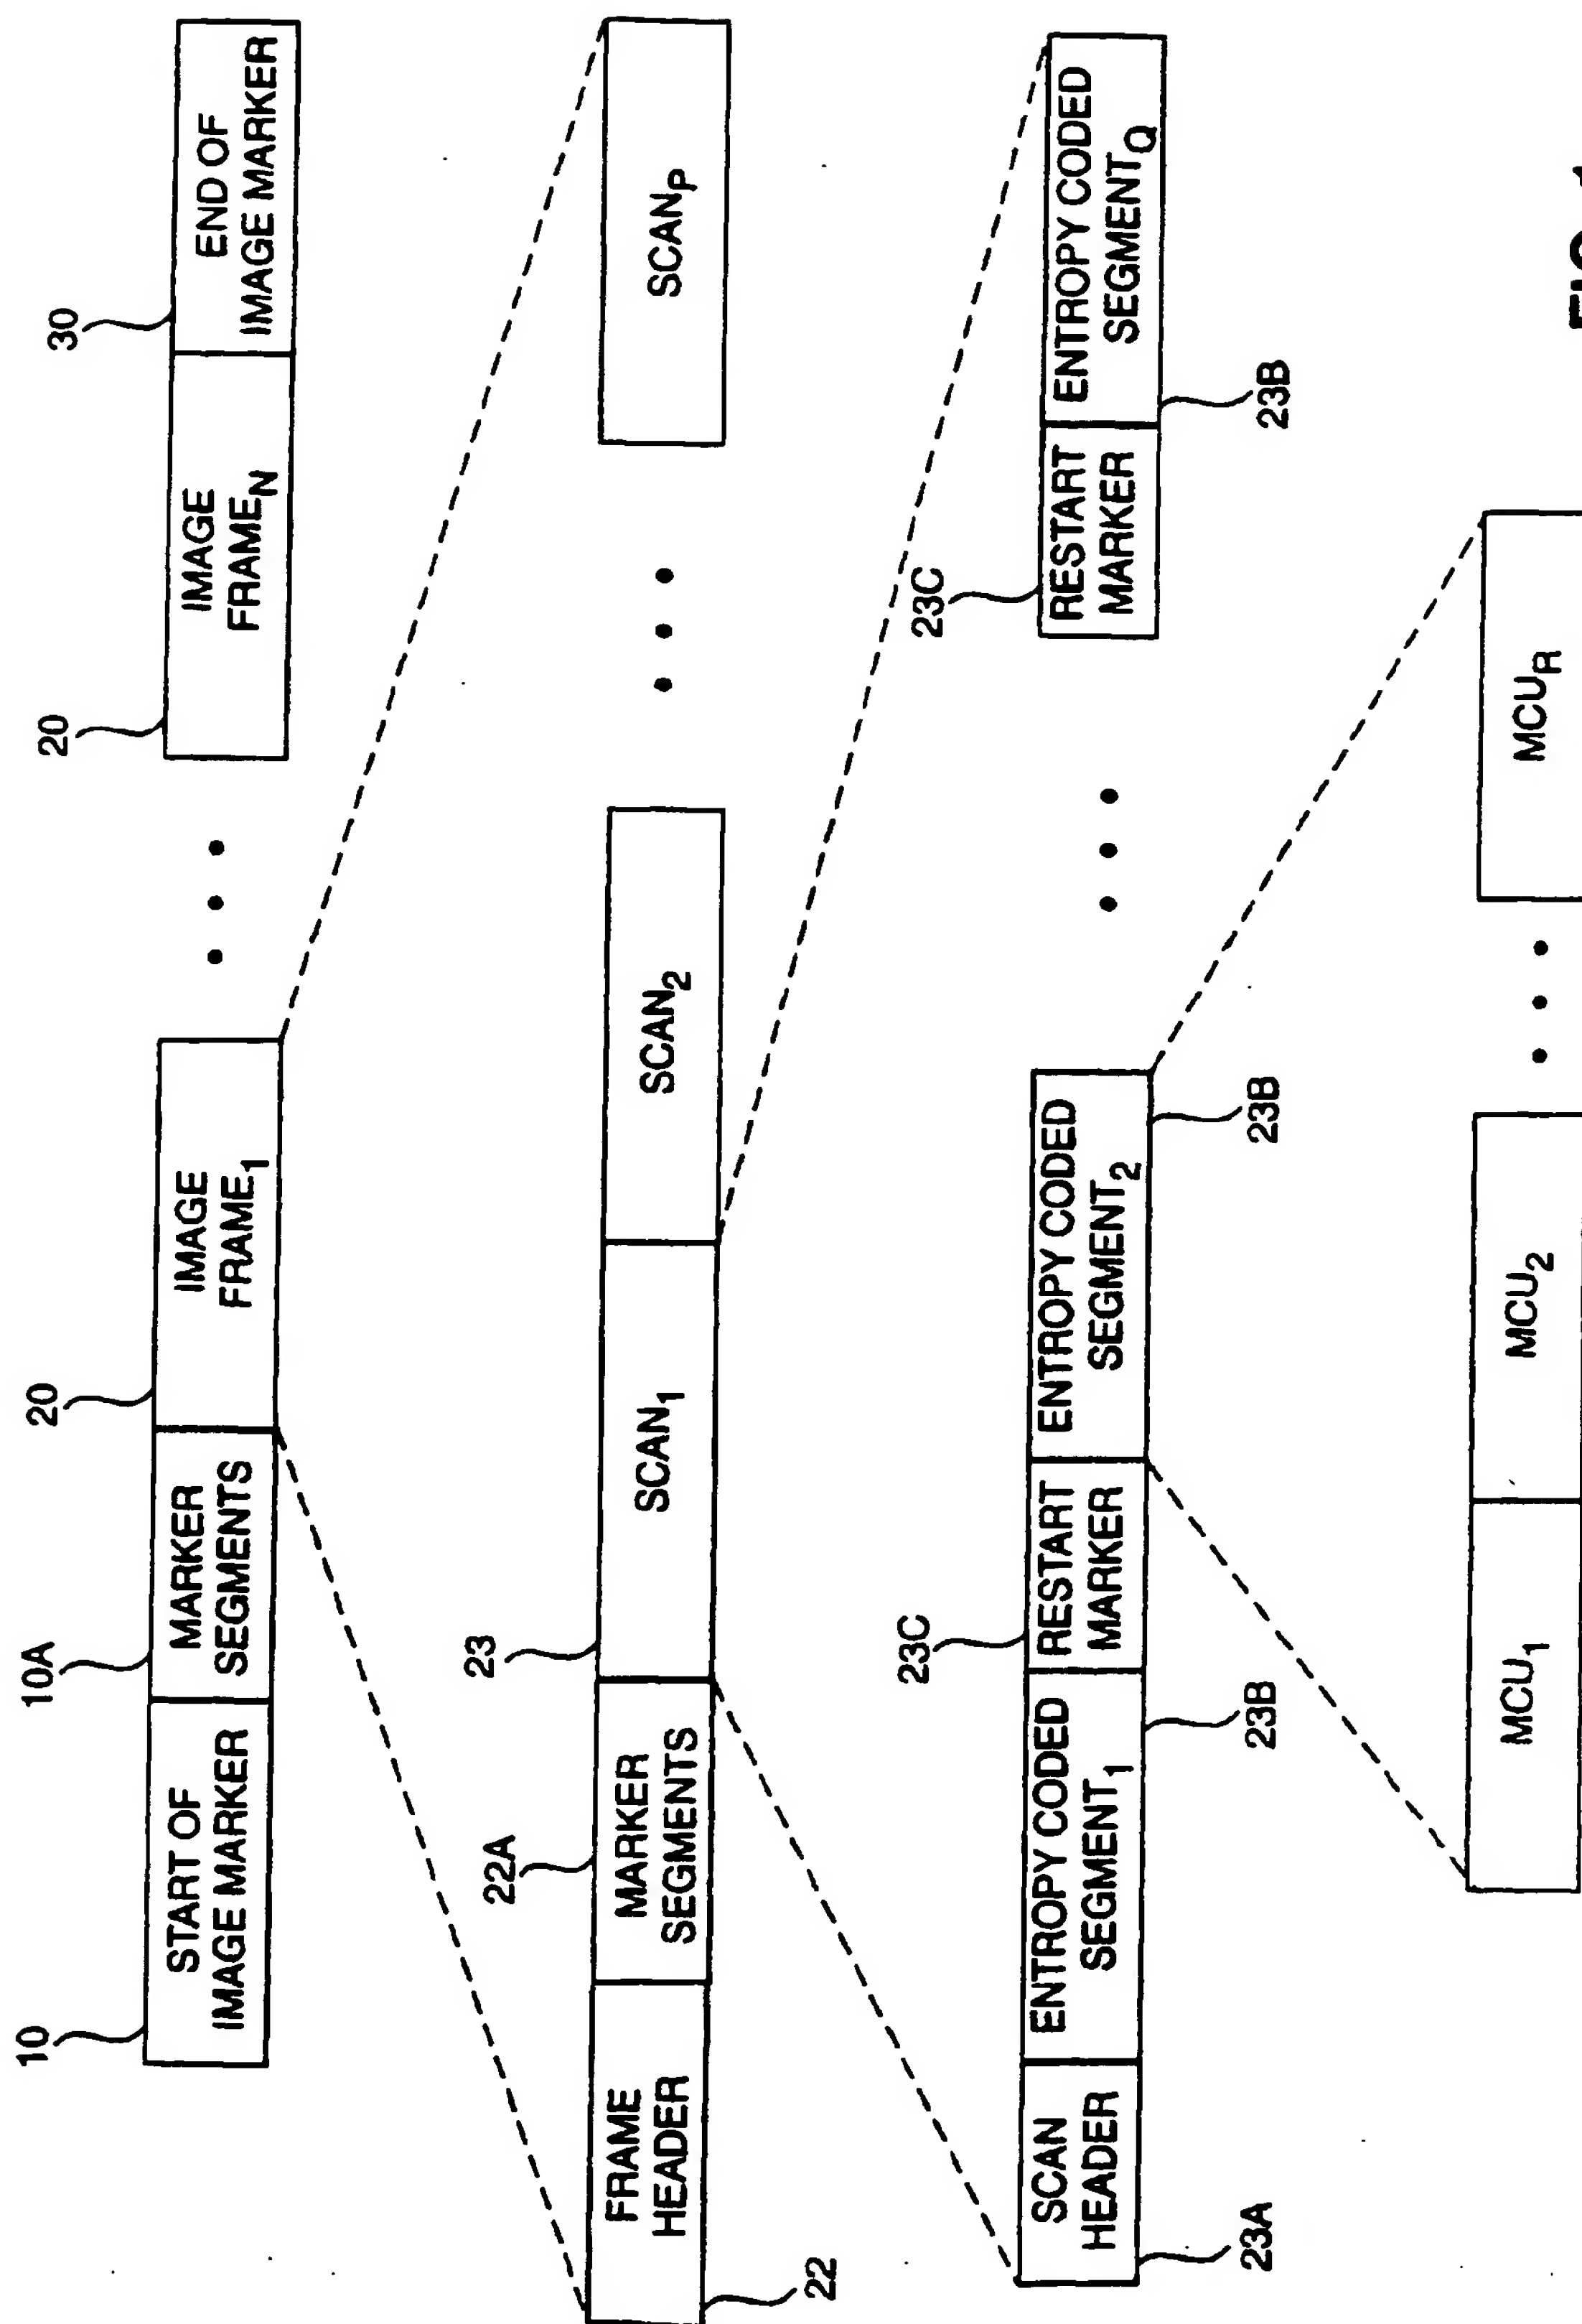 10
START OF
IMAGE MARKER
10A
MARKER
SEGMENTS
20
IMAGE
FRAME1
20
IMAGE
FRAMEN
30
END OF
IMAGE MARKER
22
FRAME
HEADER
22A
MARKER
SEGMENTS
23
SCAN1
SCAN2
SCANP
23A
SCAN
HEADER
ENTROPY CODED
SEGMENT1
23B
23C
RESTART
MARKER
ENTROPY CODED
SEGMENT2
23B
23C
RESTART
MARKER
ENTROPY CODED
SEGMENTQ
23B
MCU1
MCU2
MCUR